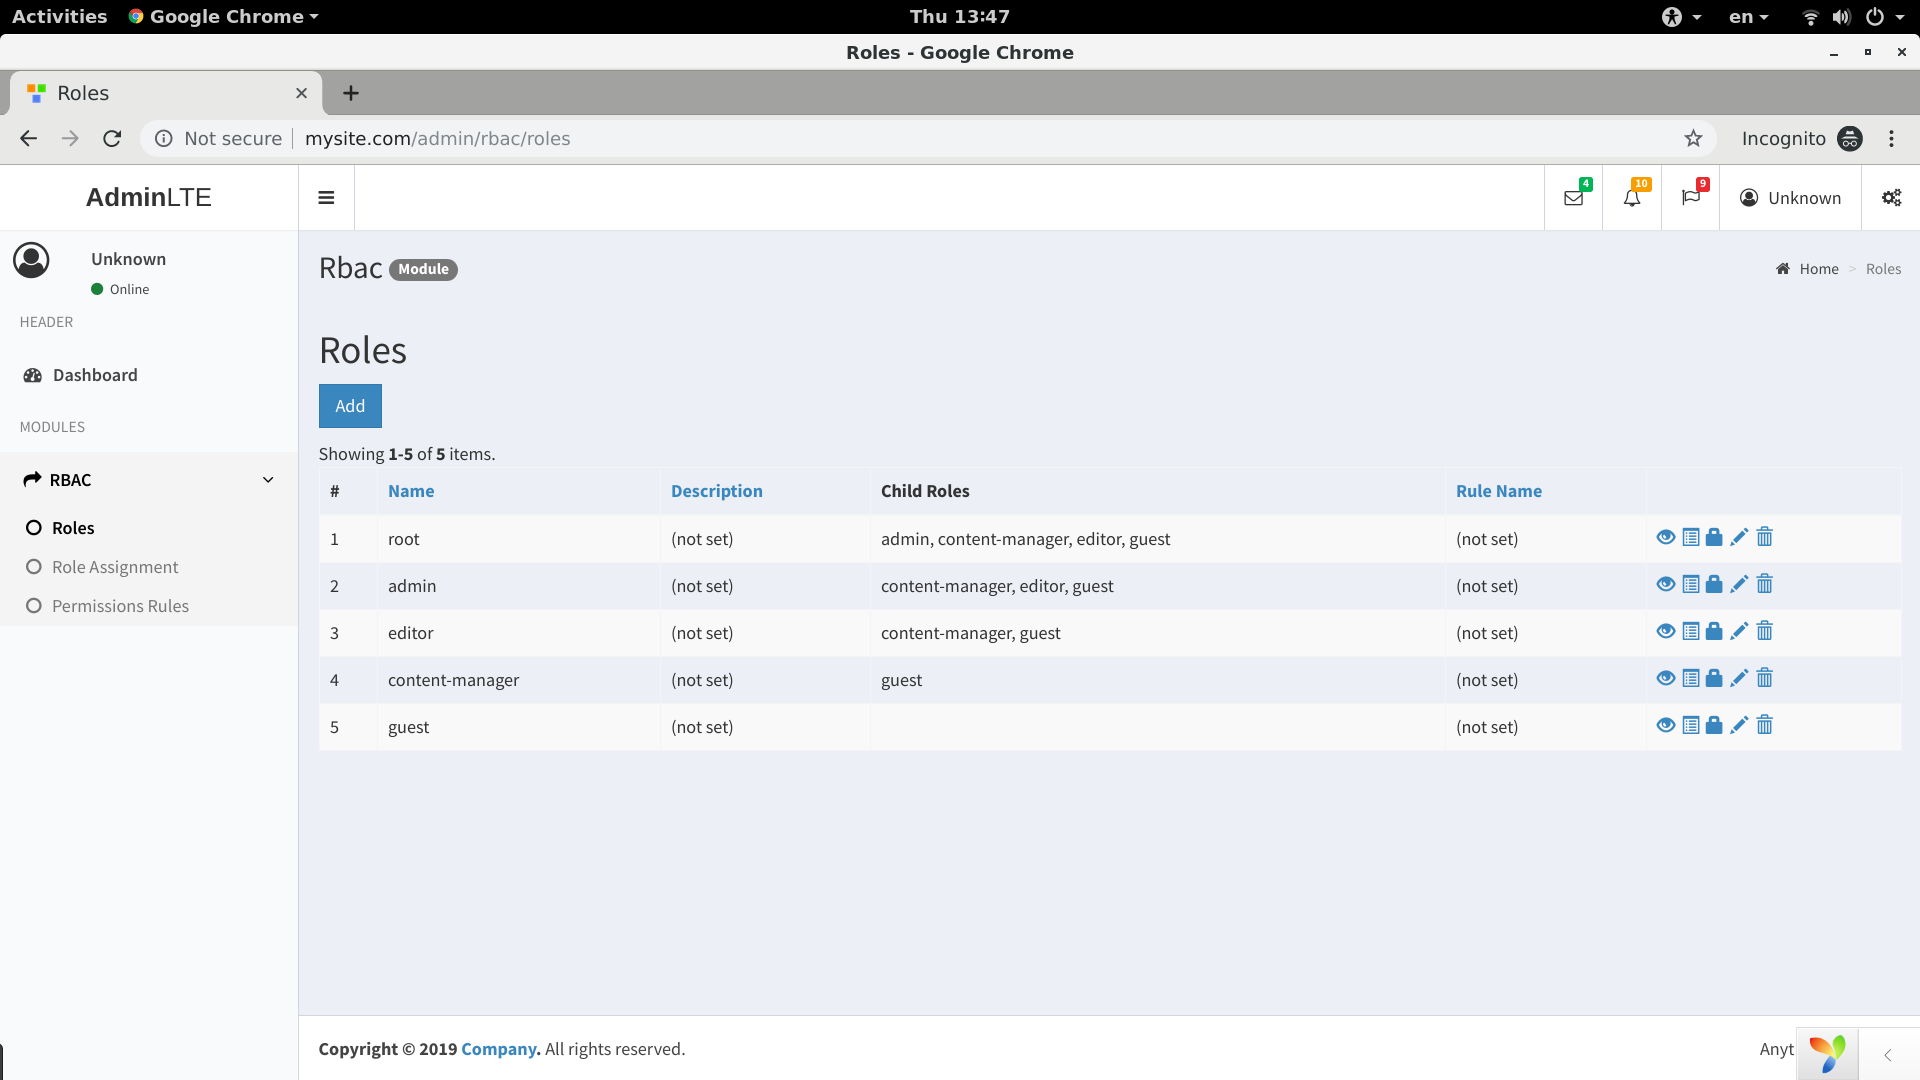 Activities Google Chrome Thu 13:47 en
Roles - Google Chrome
Roles
Not secure mysite.com/admin/rbac/roles Incognito
AdminLTE 4 10 9 Unknown
Unknown
Online
Rbac Module Home > Roles
HEADER
Dashboard
MODULES
RBAC
Roles
Role Assignment
Permissions Rules
Roles
Add
Showing 1-5 of 5 items.
# Name Description Child Roles Rule Name
1 root (not set) admin, content-manager, editor, guest (not set)
2 admin (not set) content-manager, editor, guest (not set)
3 editor (not set) content-manager, guest (not set)
4 content-manager (not set) guest (not set)
5 guest (not set) (not set)
Copyright © 2019 Company. All rights reserved. Anyt